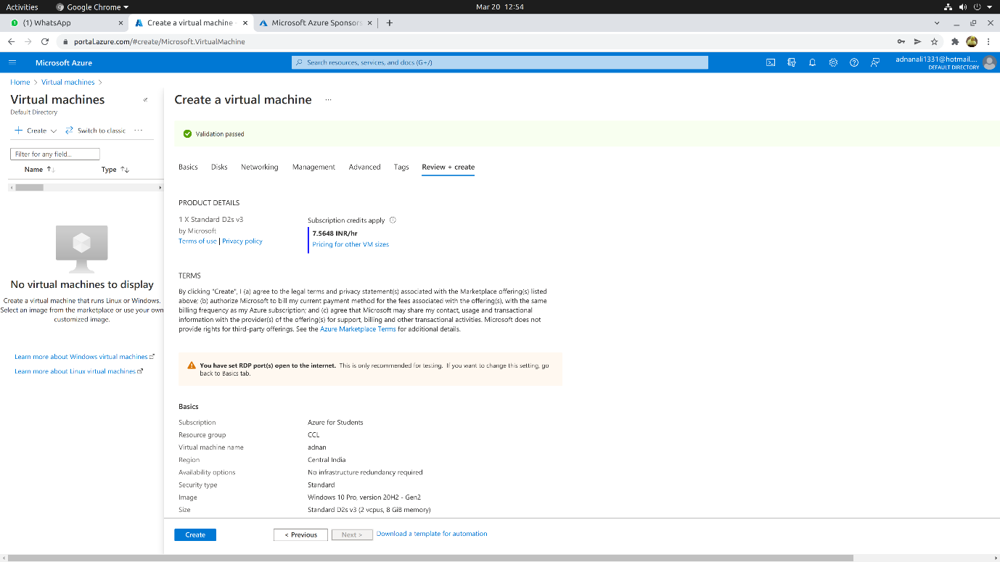 Activities
Google Chrome
Mar 20 12:54
(1) WhatsApp
Create a virtual machine -
Microsoft Azure Sponsors
portal.azure.com/#create/Microsoft.VirtualMachine
Microsoft Azure
Search resources, services, and docs (G+/)
adnanali1331@hotmail....
DEFAULT DIRECTORY
Home > Virtual machines >
Virtual machines
Default Directory
Create
Switch to classic
Filter for any field...
Name
Type
No virtual machines to display
Create a virtual machine that runs Linux or Windows.
Select an image from the marketplace or use your own
customized image.
Learn more about Windows virtual machines
Learn more about Linux virtual machines
Create a virtual machine ...
Validation passed
Basics Disks Networking Management Advanced Tags Review + create
PRODUCT DETAILS
1 X Standard D2s v3
by Microsoft
Terms of use | Privacy policy
Subscription credits apply
7.5648 INR/hr
Pricing for other VM sizes
TERMS
By clicking "Create", I (a) agree to the legal terms and privacy statement(s) associated with the Marketplace offering(s) listed
above; (b) authorize Microsoft to bill my current payment method for the fees associated with the offering(s), with the same
billing frequency as my Azure subscription; and (c) agree that Microsoft may share my contact, usage and transactional
information with the provider(s) of the offering(s) for support, billing and other transactional activities. Microsoft does not
provide rights for third-party offerings. See the Azure Marketplace Terms for additional details.
You have set RDP port(s) open to the internet. This is only recommended for testing. If you want to change this setting, go
back to Basics tab.
Basics
Subscription Azure for Students
Resource group CCL
Virtual machine name adnan
Region Central India
Availability options No infrastructure redundancy required
Security type Standard
Image Windows 10 Pro, version 20H2 - Gen2
Size Standard D2s v3 (2 vcpus, 8 GiB memory)
Create
< Previous
Next >
Download a template for automation